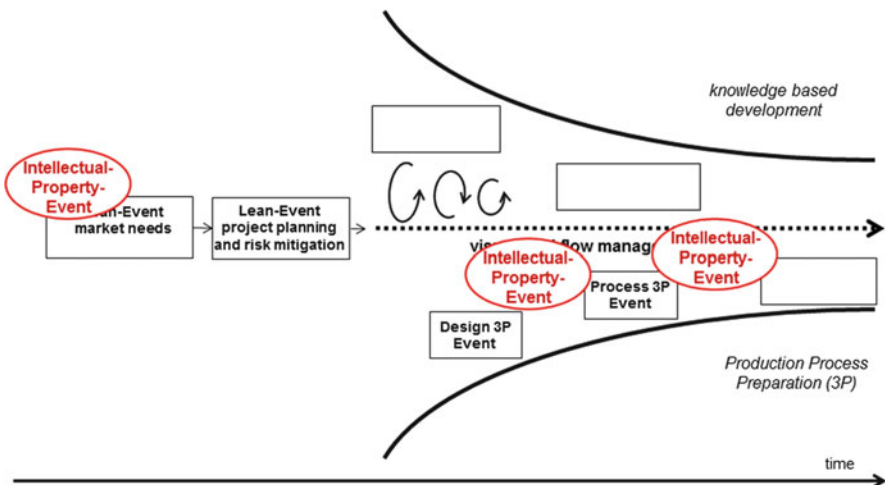 knowledge based
development
Intellectual-
Property-
Event
market needs
Lean-Event
project planning
and risk mitigation
flow
Intellectual-
Property-
Event
Intellectual-
Property-
Event
Process 3P
Event
Design 3P
Event
Production Process
Preparation (3P)
time